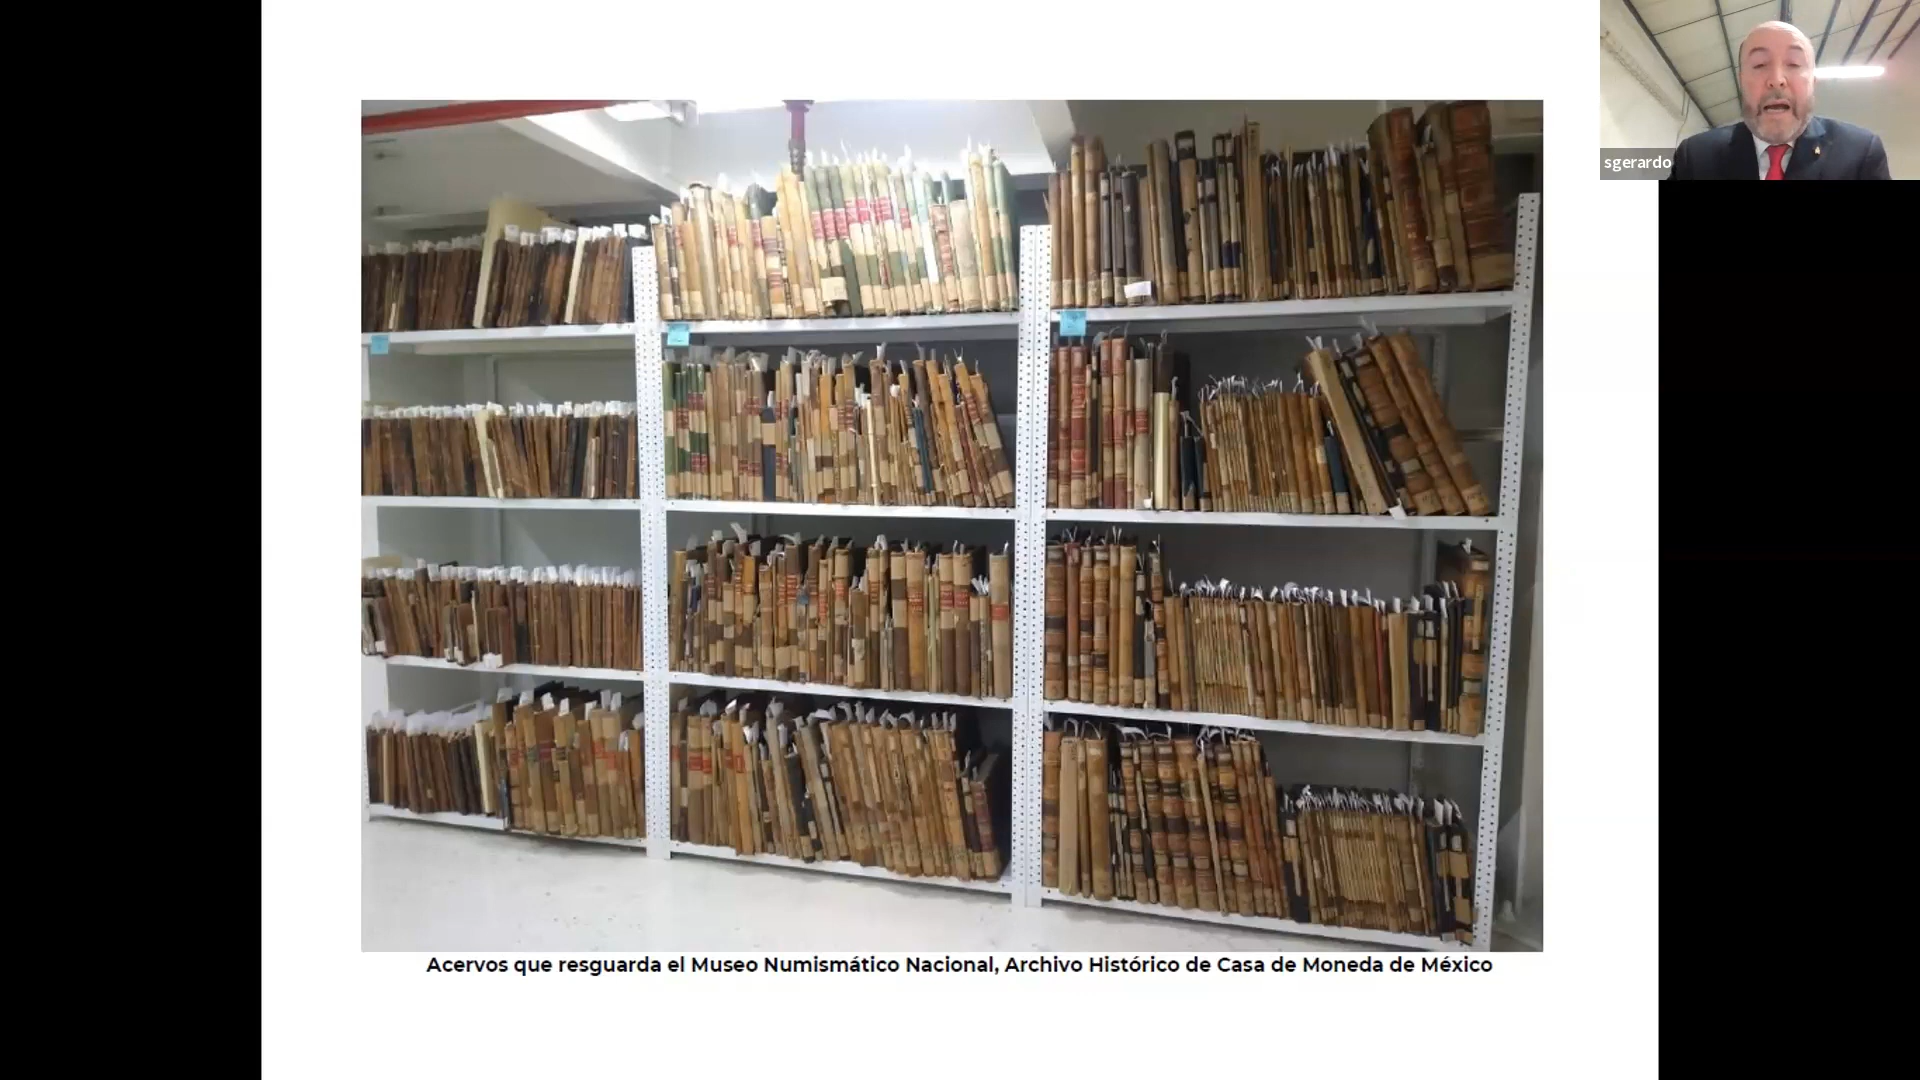 sgerardo
Acervos que resguarda el Museo Numismático Nacional, Archivo Histórico de Casa de Moneda de México